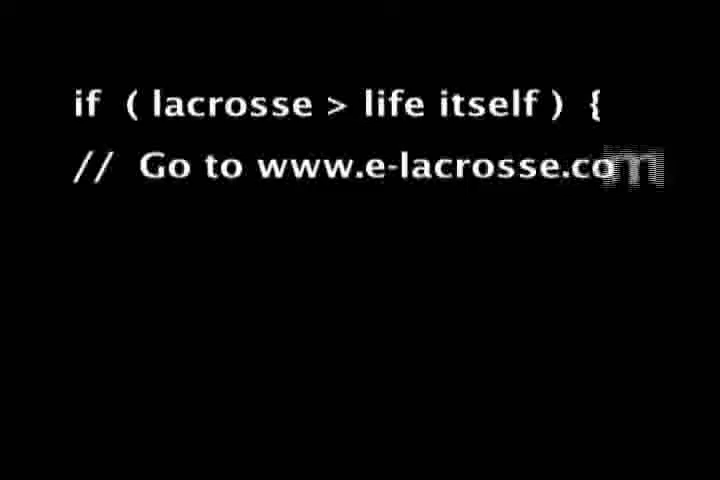 if ( lacrosse > life itself ) {
// Go to www.e-lacrosse.com